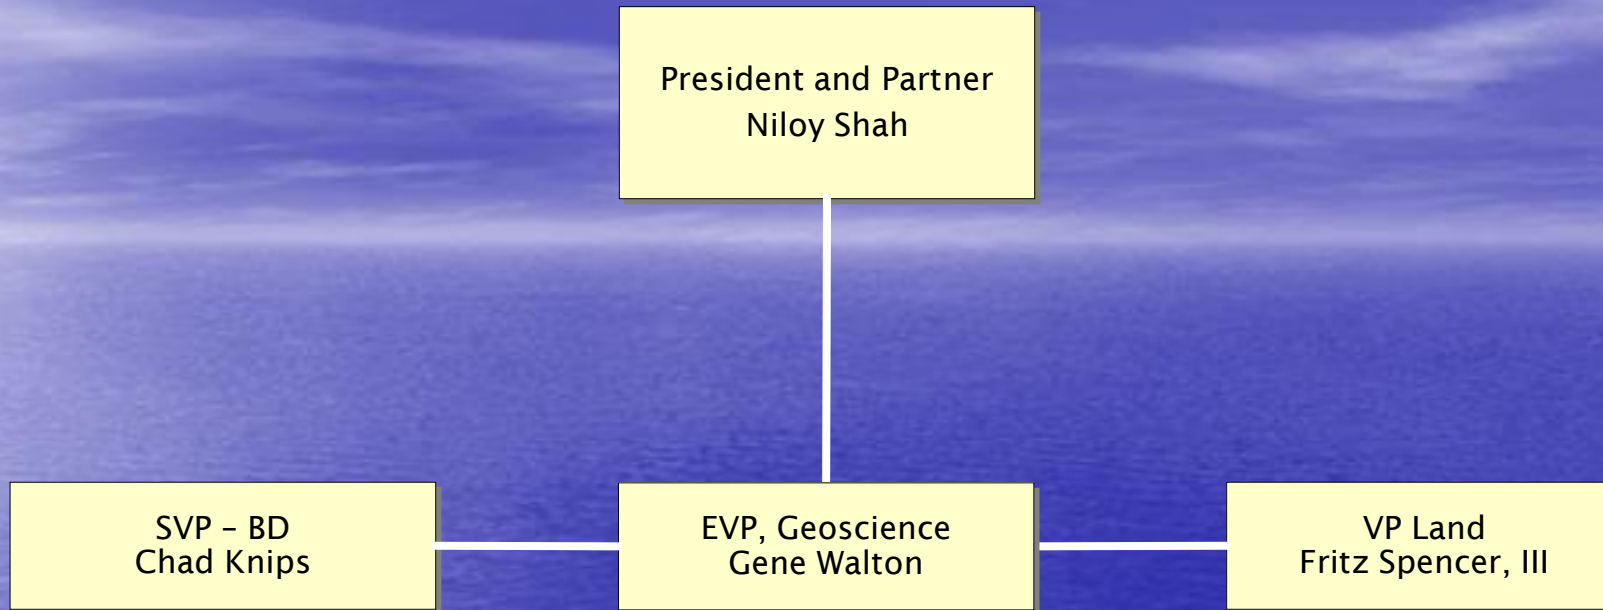 President and Partner
Niloy Shah
SVP – BD
Chad Knips
EVP, Geoscience
Gene Walton
VP Land
Fritz Spencer, III